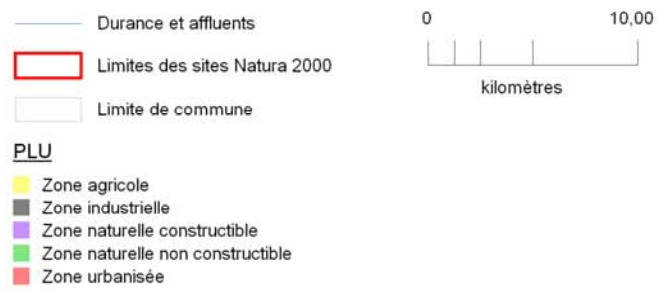 Durance et affluents
Limites des sites Natura 2000
Limite de commune
0 10,00
kilomètres
PLU
Zone agricole
Zone industrielle
Zone naturelle constructible
Zone naturelle non constructible
Zone urbanisée